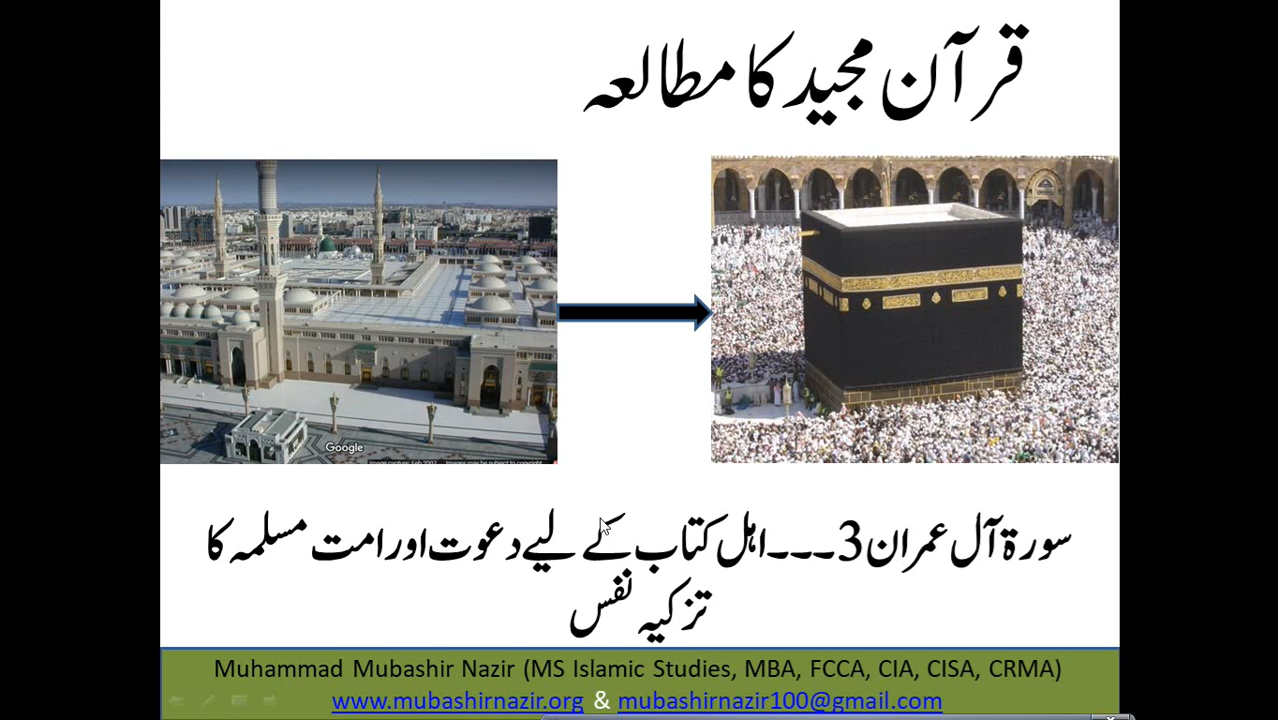 قرآن مجید کا مطالعہ
Google
سورۃ آل عمران 3۔۔۔اہل کتاب کے لیے دعوت اور امت مسلمہ کا
تزکیہ نفس
Muhammad Mubashir Nazir (MS Islamic Studies, MBA, FCCA, CIA, CISA, CRMA)
www.mubashirnazir.org & mubashirnazir100@gmail.com